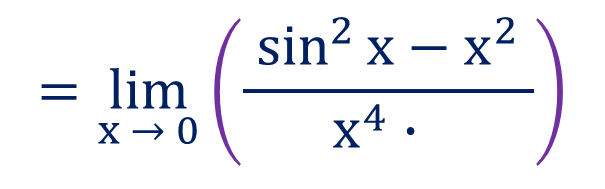 = lim x → 0 ( sin² x − x² / x⁴ . )